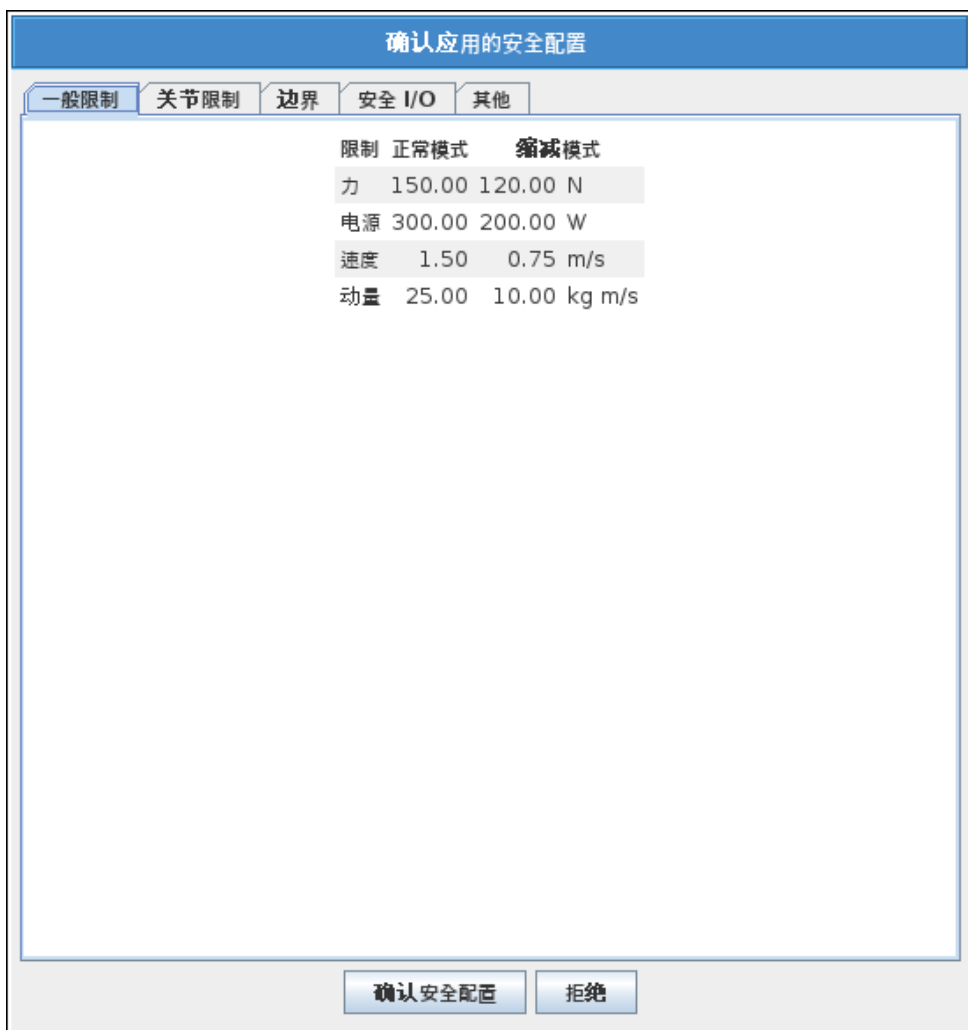 确认应用的安全配置
一般限制 关节限制 边界 安全 I/O 其他
限制 正常模式 缩减模式
力 150.00 120.00 N
电源 300.00 200.00 W
速度 1.50 0.75 m/s
动量 25.00 10.00 kg m/s
确认安全配置 拒绝